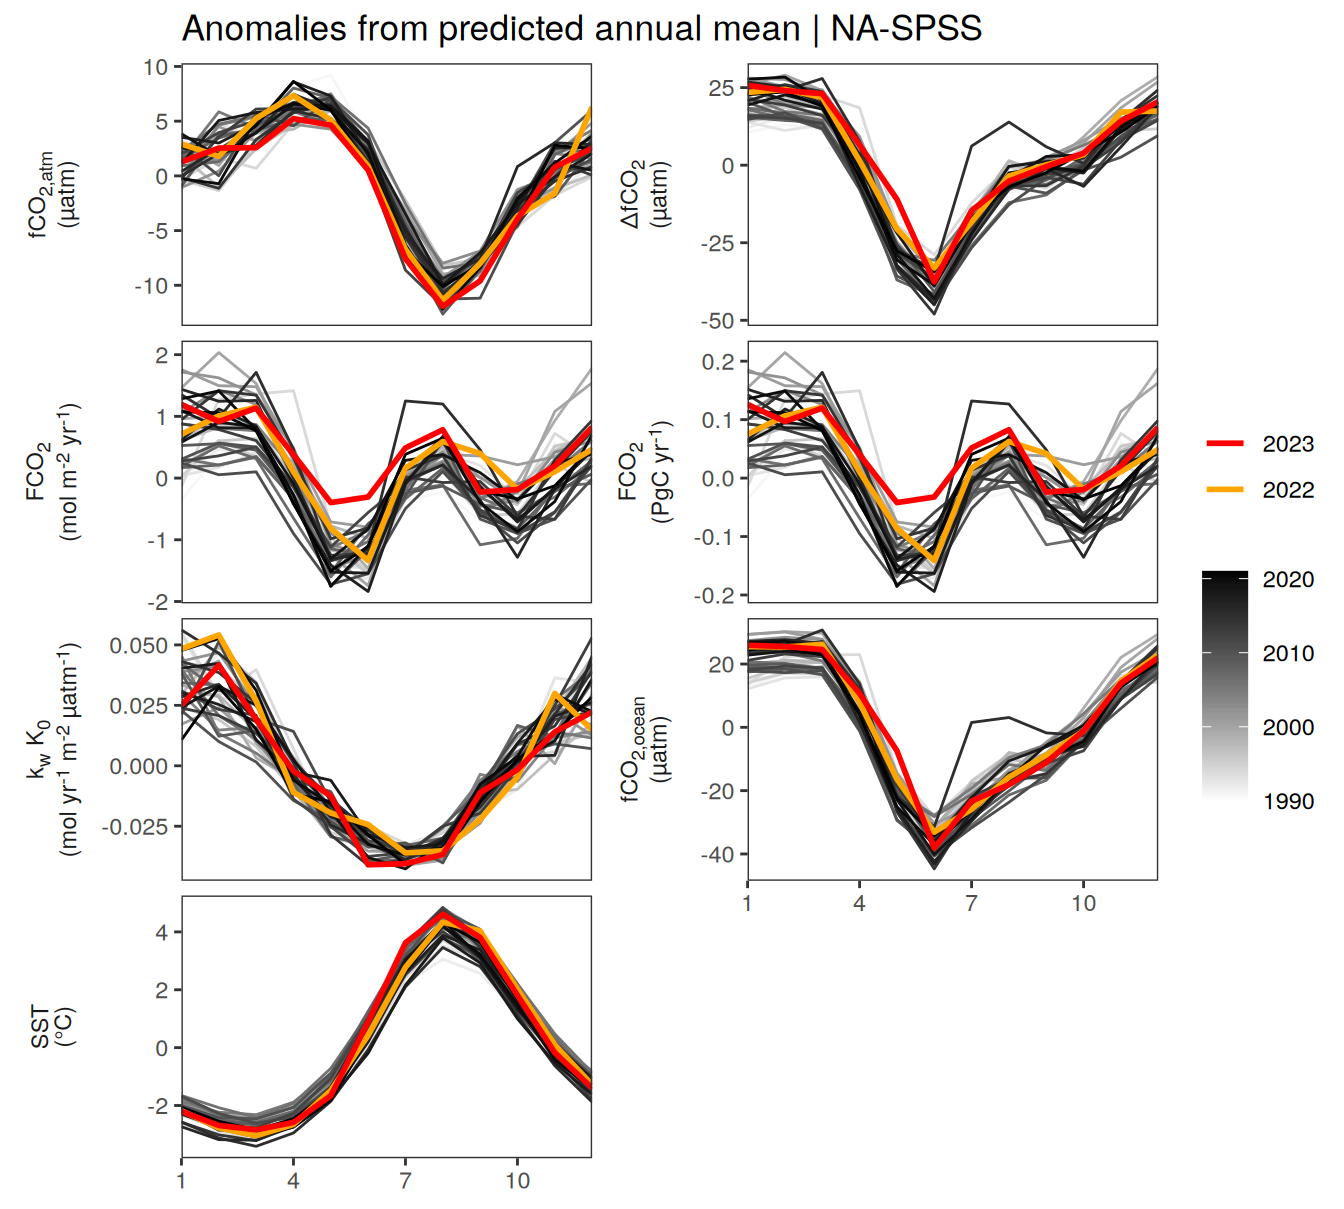 Anomalies from predicted annual mean | NA-SPSS
fCO2,atm
(µatm)
10
5
0
-5
-10
ΔfCO2
(µatm)
25
0
-25
-50
FCO2
(mol m-2 yr-1)
2
1
0
-1
-2
FCO2
(PgC yr-1)
0.2
0.1
0.0
-0.1
-0.2
kw K0
(mol yr-1 m-2 µatm-1)
0.050
0.025
0.000
-0.025
fCO2,ocean
(µatm)
20
0
-20
-40
1 4 7 10
SST
(°C)
4
2
0
-2
1 4 7 10
2023
2022
2020
2010
2000
1990